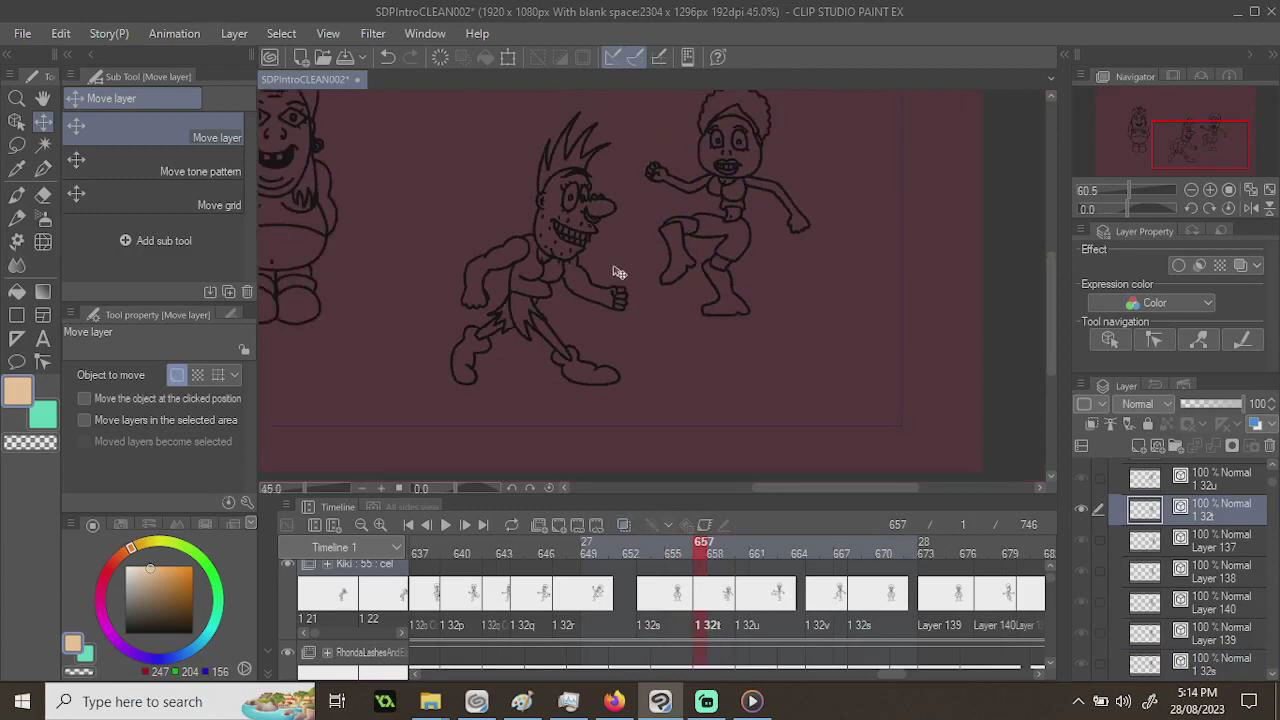 SDPIntroCLEAN002* (1920 x 1080px With blank space:2304 x 1296px 192dpi 45.0%) - CLIP STUDIO PAINT EX
File Edit Story(P) Animation Layer Select View Filter Window Help
To Sub Tool [Move layer] SDPIntroCLEAN002* Navigator
Move layer
Move layer
Move tone pattern
Move grid
Add sub tool
60.5
0.0
Layer Property
Effect
Expression color
Color
Tool navigation
Tool property [Move layer]
Move layer
Object to move
Move the object at the clicked position
Move layers in the selected area
Moved layers become selected
Layer
Normal 100
100 % Normal
1 32u
100 % Normal
1 32t
100 % Normal
Layer 137
100 % Normal
Layer 138
100 % Normal
Layer 140
100 % Normal
Layer 139
100 % Normal
1 32s
45.0 0.0
Timeline All sides view
657 / 1 / 746
Timeline 1
27 657 28
637 640 643 646 649 652 655 658 661 664 667 670 673 676 679
Kiki : 55 : cel
1 21 1 22 1 32p 1 32r 1 32s 1 32t 1 32u 1 32v 1 32s Layer 139
RhondaLashesAndE
247 204 156
Type here to search
5:14 PM
28/08/2023